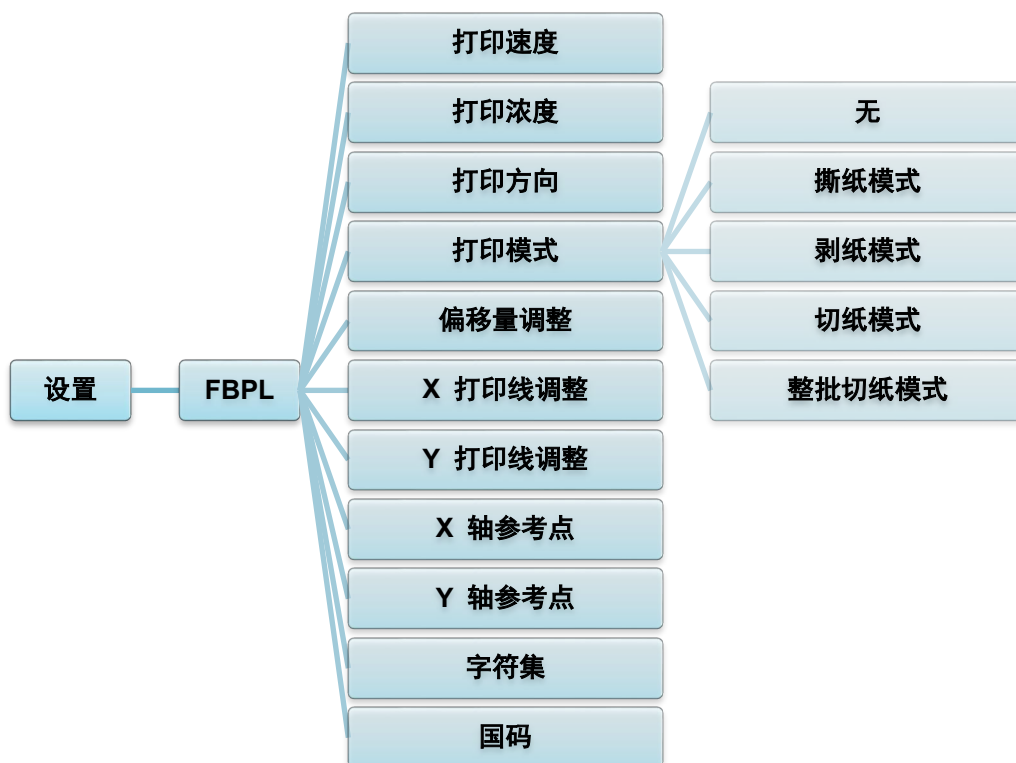 设置
FBPL
打印速度
打印浓度
打印方向
打印模式
偏移量调整
X 打印线调整
Y 打印线调整
X 轴参考点
Y 轴参考点
字符集
国码
无
撕纸模式
剥纸模式
切纸模式
整批切纸模式